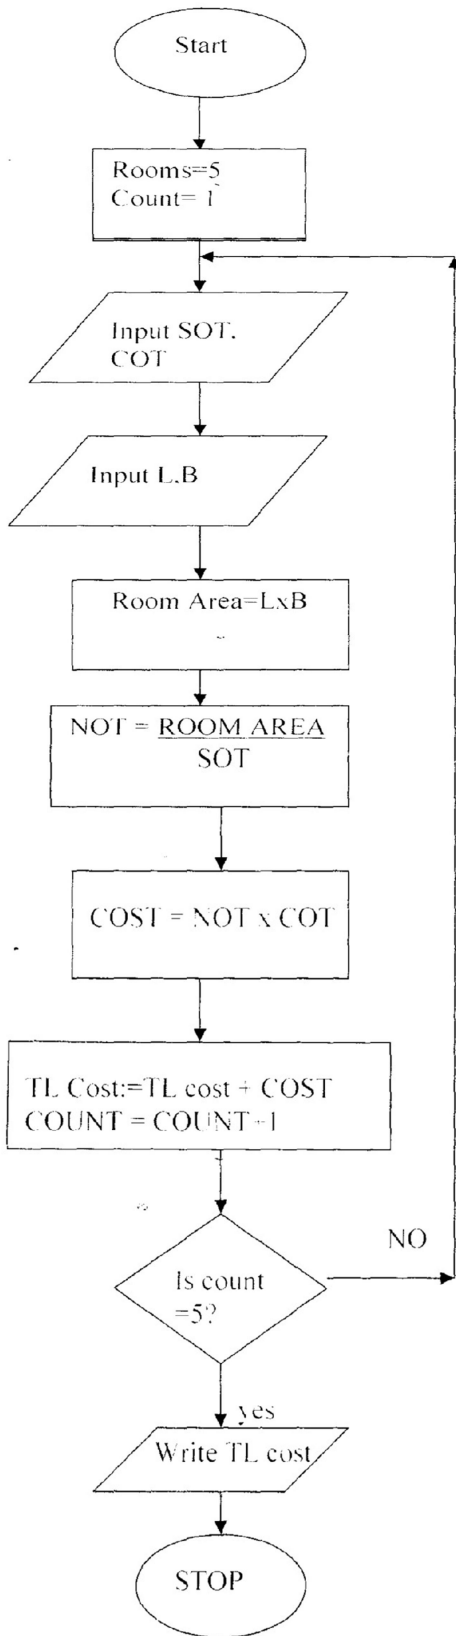 Start
Rooms=5
Count= 1
Input SOT,
COT
Input L,B
Room Area=LxB
NOT = ROOM AREA
SOT
COST = NOT x COT
TL Cost:=TL cost + COST
COUNT = COUNT+1
NO
Is count
=5?
yes
Write TL cost
STOP